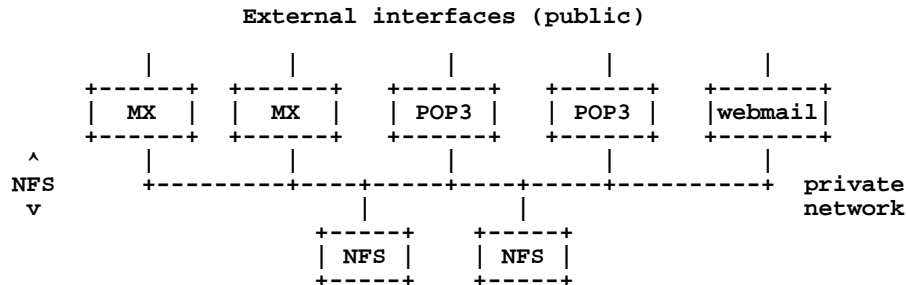 External interfaces (public)
MX MX POP3 POP3 webmail
^
NFS private
v network
NFS NFS